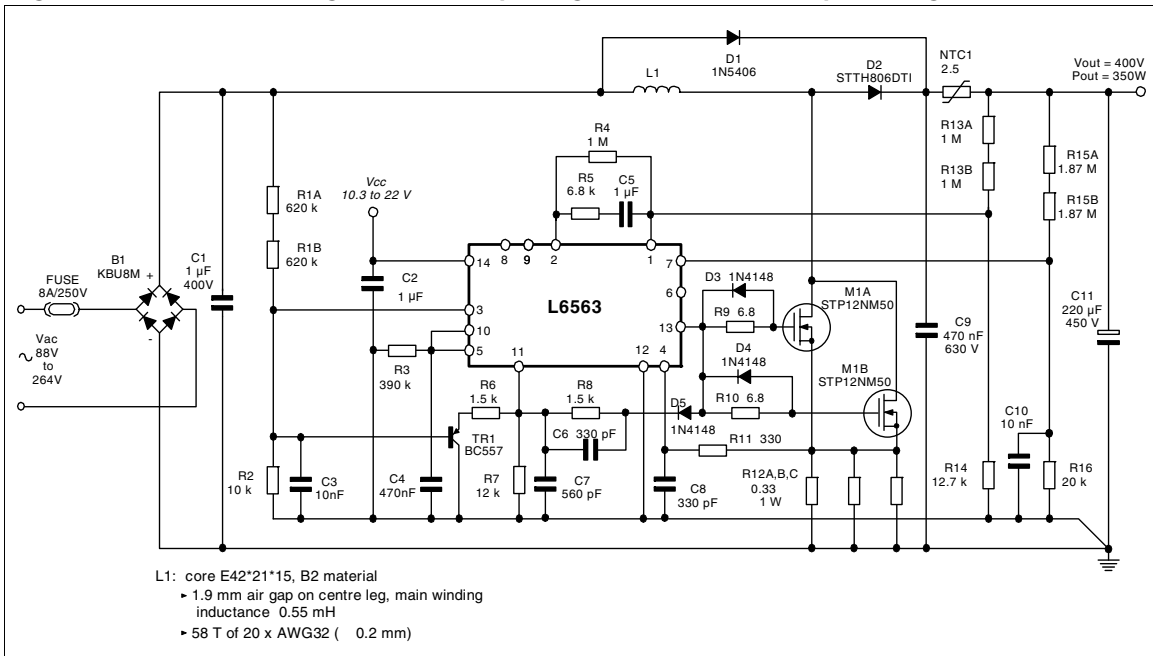 D1
1N5406
L1
D2
STTH806DTI
NTC1
2.5
Vout = 400V
Pout = 350W
R4
1 M
R5
6.8 k
C5
1 µF
R13A
1 M
R13B
1 M
R15A
1.87 M
R15B
1.87 M
Vcc
10.3 to 22 V
R1A
620 k
R1B
620 k
B1
KBU8M
+
-
C1
1 µF
400V
FUSE
8A/250V
Vac
88V
to
264V
C2
1 µF
8
9
2
1
14
7
3
6
10
13
5
11
12
4
L6563
D3 1N4148
R9 6.8
M1A
STP12NM50
D4
1N4148
M1B
STP12NM50
R10 6.8
C9
470 nF
630 V
C11
220 µF
450 V
R3
390 k
R6
1.5 k
R8
1.5 k
D5
1N4148
C6 330 pF
TR1
BC557
R11 330
C10
10 nF
R2
10 k
C3
10nF
C4
470nF
R7
12 k
C7
560 pF
C8
330 pF
R12A,B,C
0.33
1 W
R14
12.7 k
R16
20 k
L1: core E42*21*15, B2 material
► 1.9 mm air gap on centre leg, main winding
inductance 0.55 mH
► 58 T of 20 x AWG32 ( 0.2 mm)